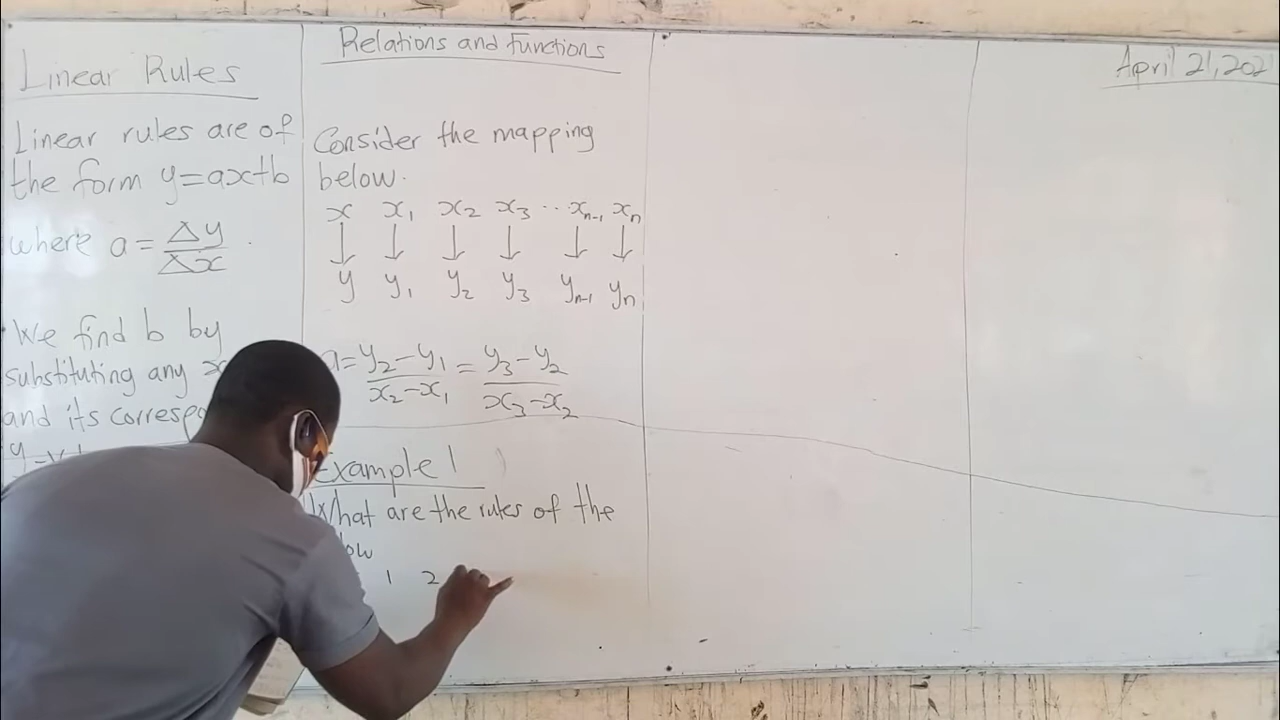 Linear Rules
Linear rules are of
the form y=ax+b
where a = Δy/Δx
We find b by
substituting any
and its
y
Relations and Functions
Consider the mapping
below.
x x₁ x₂ x₃ ... xₙ₋₁ xₙ
↓ ↓ ↓ ↓ ↓ ↓
y y₁ y₂ y₃ yₙ₋₁ yₙ
a = y₂-y₁/x₂-x₁ = y₃-y₂/x₃-x₂
Example 1
What are the rules of the
1 2
April 21, 202